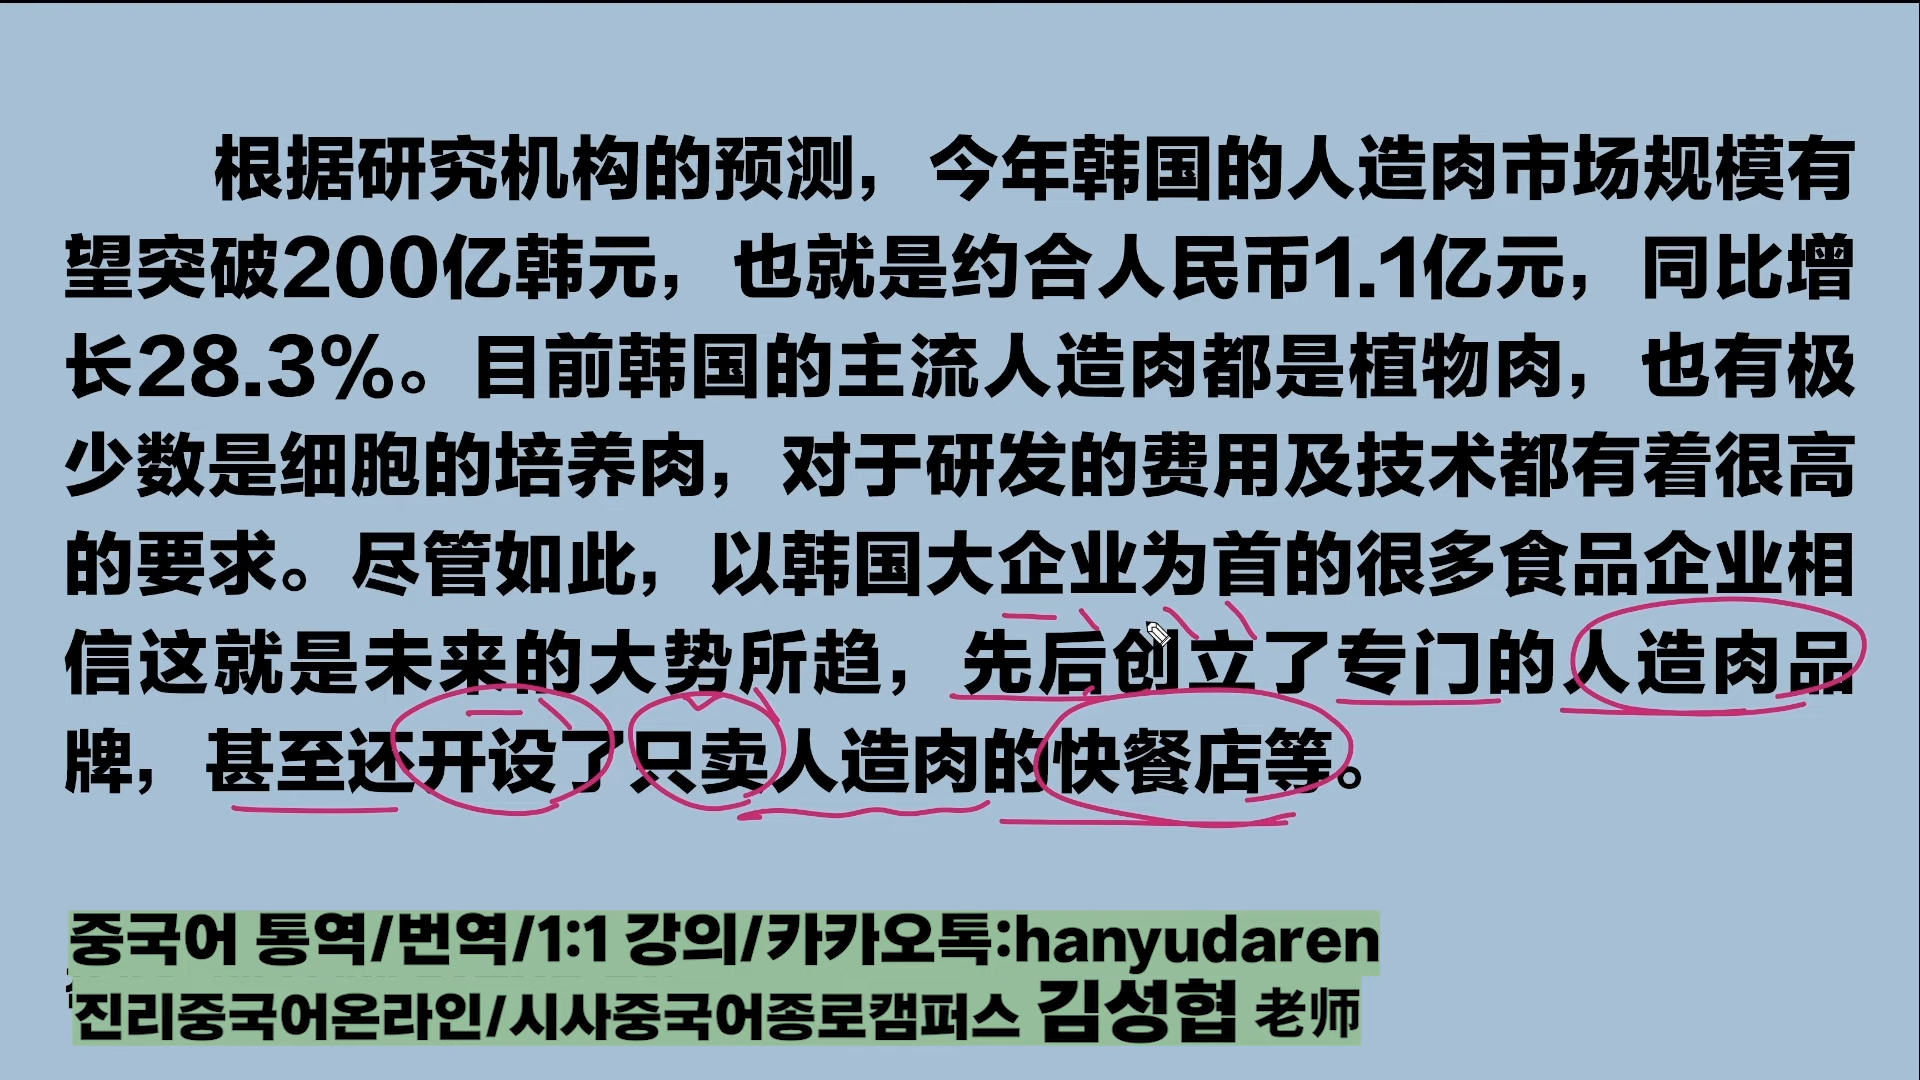 根据研究机构的预测，今年韩国的人造肉市场规模有
望突破200亿韩元，也就是约合人民币1.1亿元，同比增
长28.3%。目前韩国的主流人造肉都是植物肉，也有极
少数是细胞的培养肉，对于研发的费用及技术都有着很高
的要求。尽管如此，以韩国大企业为首的很多食品企业相
信这就是未来的大势所趋，先后创立了专门的人造肉品
牌，甚至还开设了只卖人造肉的快餐店等。
중국어 통역/번역/1:1 강의/카카오톡:hanyudaren
진리중국어온라인/시사중국어종로캠퍼스 김성협 老师